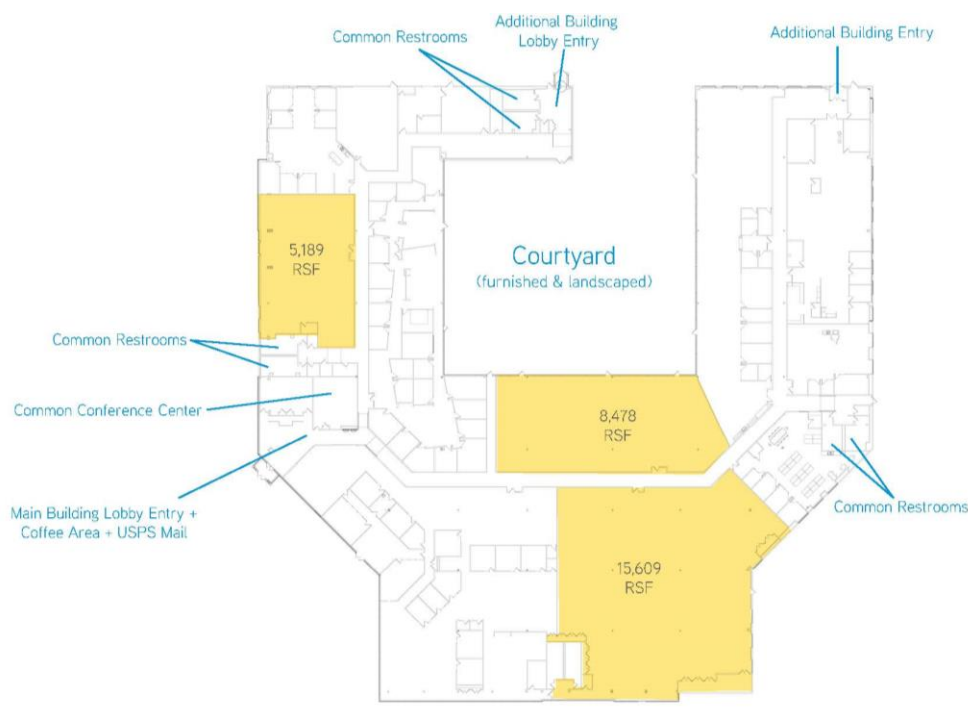 Common Restrooms
Additional Building
Lobby Entry
Additional Building Entry
5,189
RSF
Courtyard
(furnished & landscaped)
Common Restrooms
Common Conference Center
8,478
RSF
Main Building Lobby Entry +
Coffee Area + USPS Mail
Common Restrooms
15,609
RSF